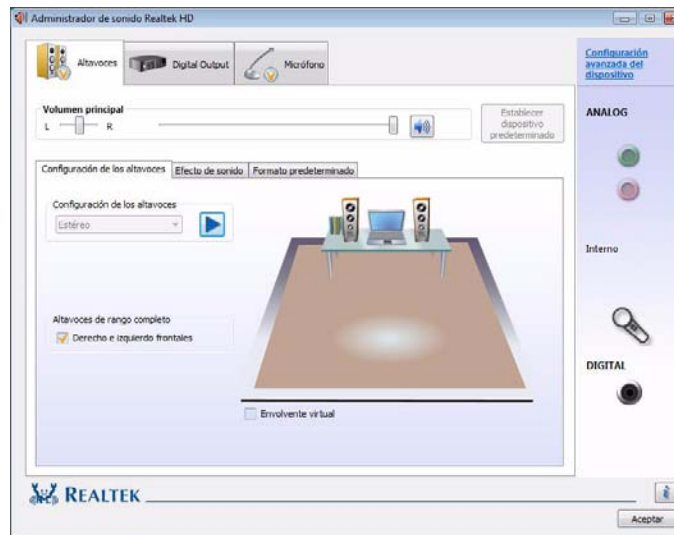 Administrador de sonido Realtek HD
Altavoces
Digital Output
Micrófono
Configuración
avanzada del
dispositivo
Volumen principal
L
R
Establecer
dispositivo
predeterminado
ANALOG
Configuración de los altavoces
Efecto de sonido
Formato predeterminado
Configuración de los altavoces
Estéreo
Interno
Altavoces de rango completo
Derecho e izquierdo frontales
DIGITAL
Envolvente virtual
REALTEK
i
Aceptar